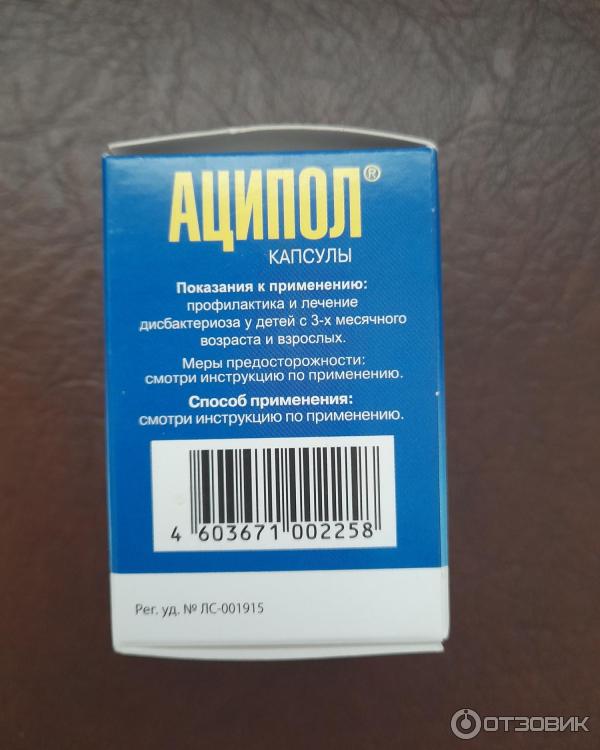 АЦИПОЛ®
КАПСУЛЫ
Показания к применению:
профилактика и лечение
дисбактериоза у детей с 3-х месячного
возраста и взрослых.
Меры предосторожности:
смотри инструкцию по применению.
Способ применения:
смотри инструкцию по применению.
4 603671 002258
Рег. уд. № ЛС-001915
ОТЗОВИК